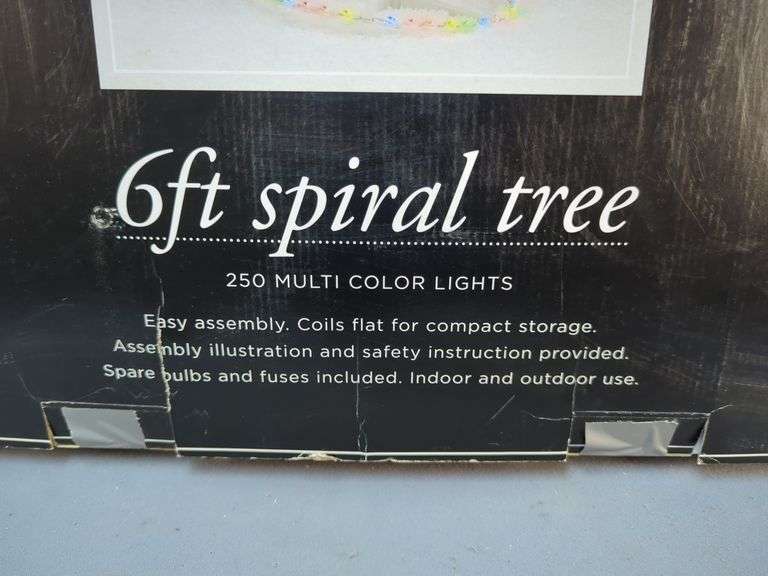 6ft spiral tree
250 MULTI COLOR LIGHTS
Easy assembly. Coils flat for compact storage.
Assembly illustration and safety instruction provided.
Spare bulbs and fuses included. Indoor and outdoor use.